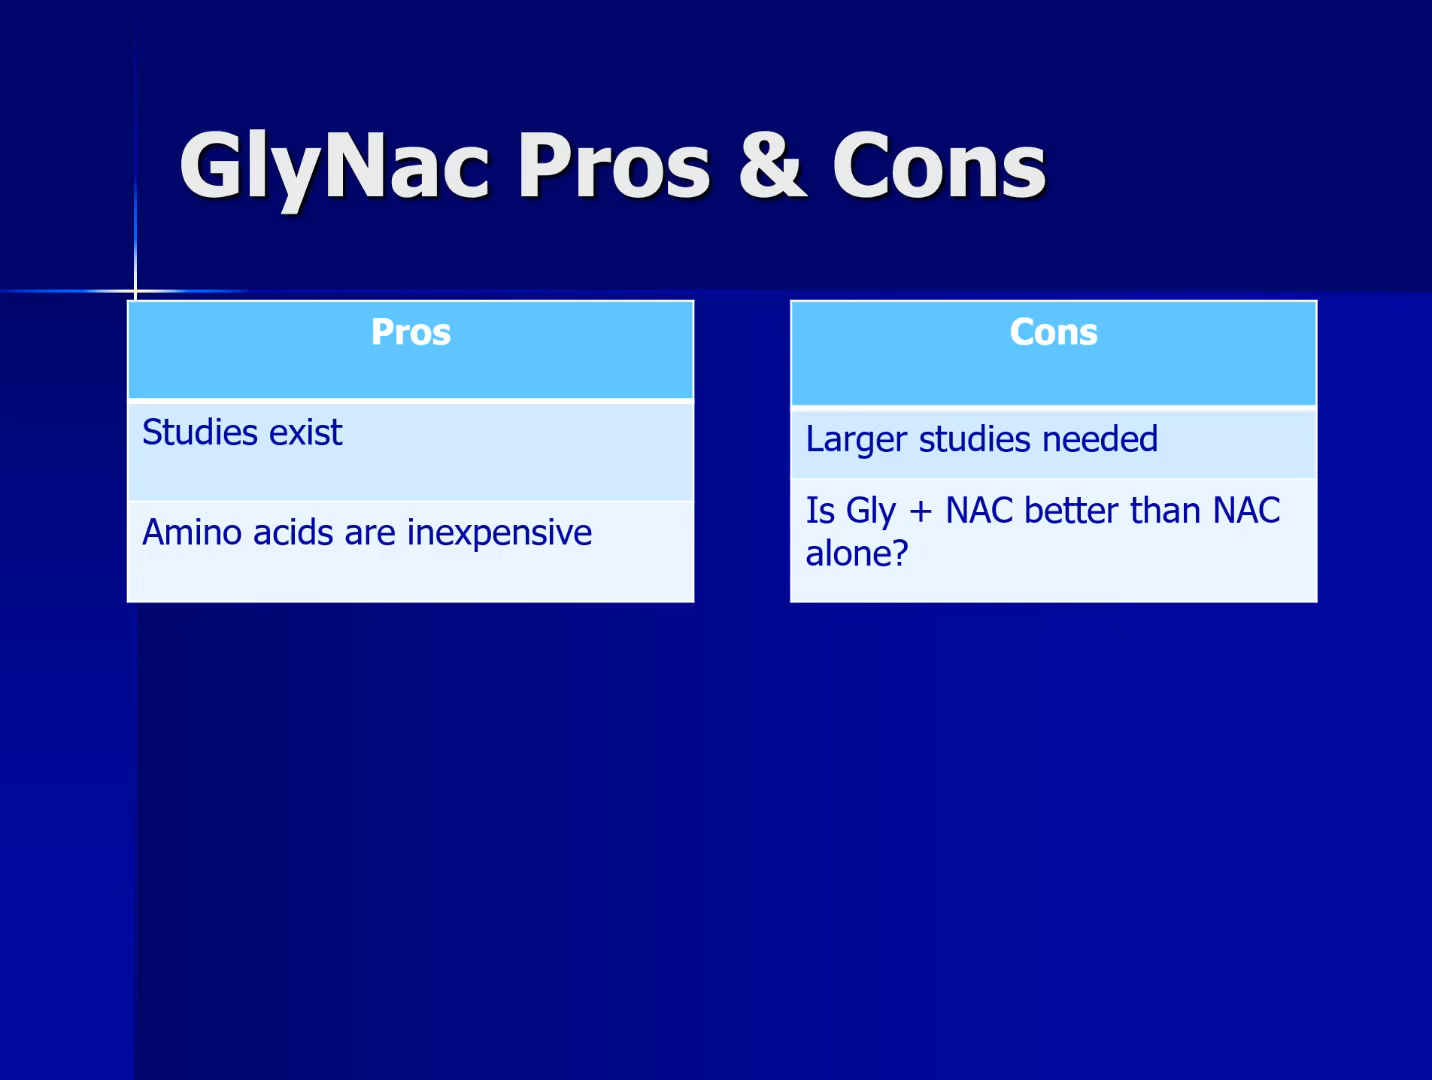 GlyNac Pros & Cons
Pros
Studies exist
Amino acids are inexpensive
Cons
Larger studies needed
Is Gly + NAC better than NAC
alone?